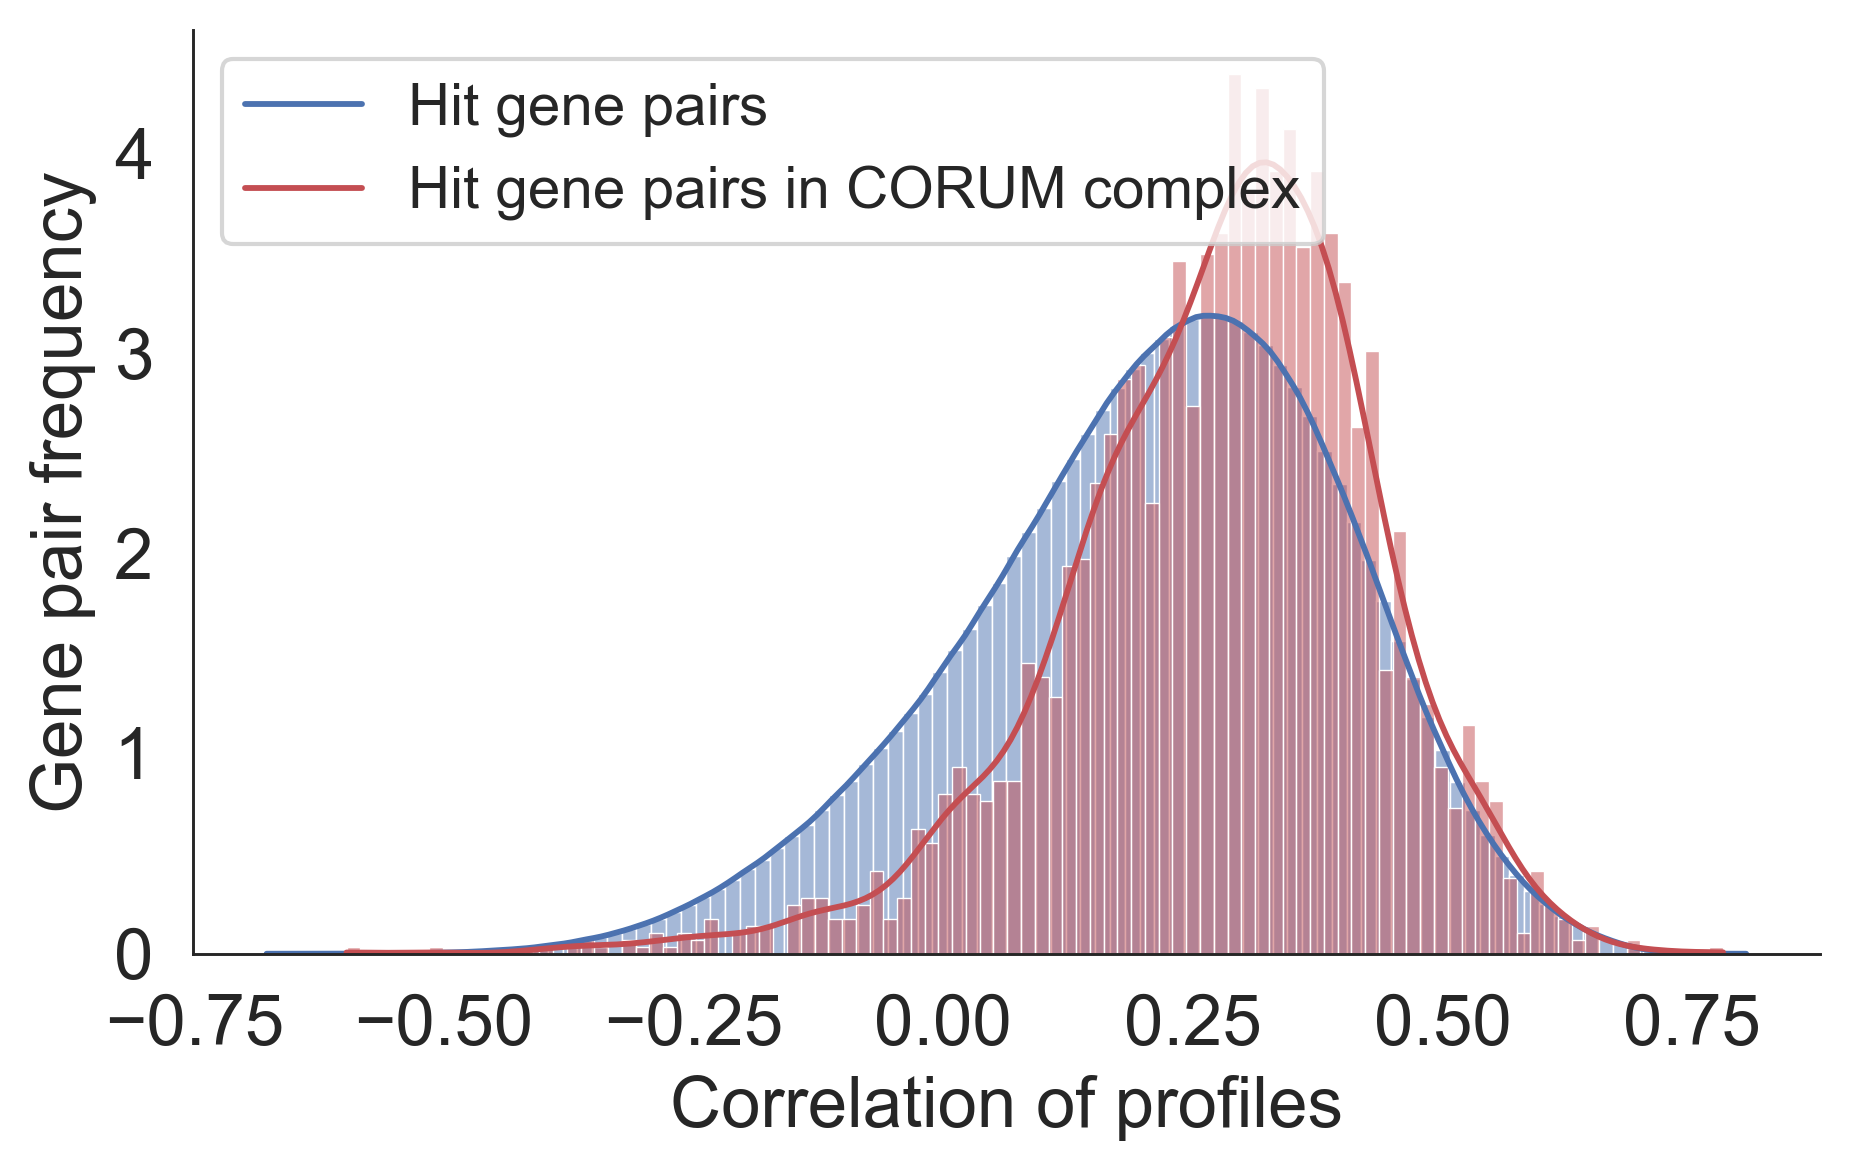 Hit gene pairs
Hit gene pairs in CORUM complex
Gene pair frequency
4
3
2
1
0
−0.75 −0.50 −0.25 0.00 0.25 0.50 0.75
Correlation of profiles